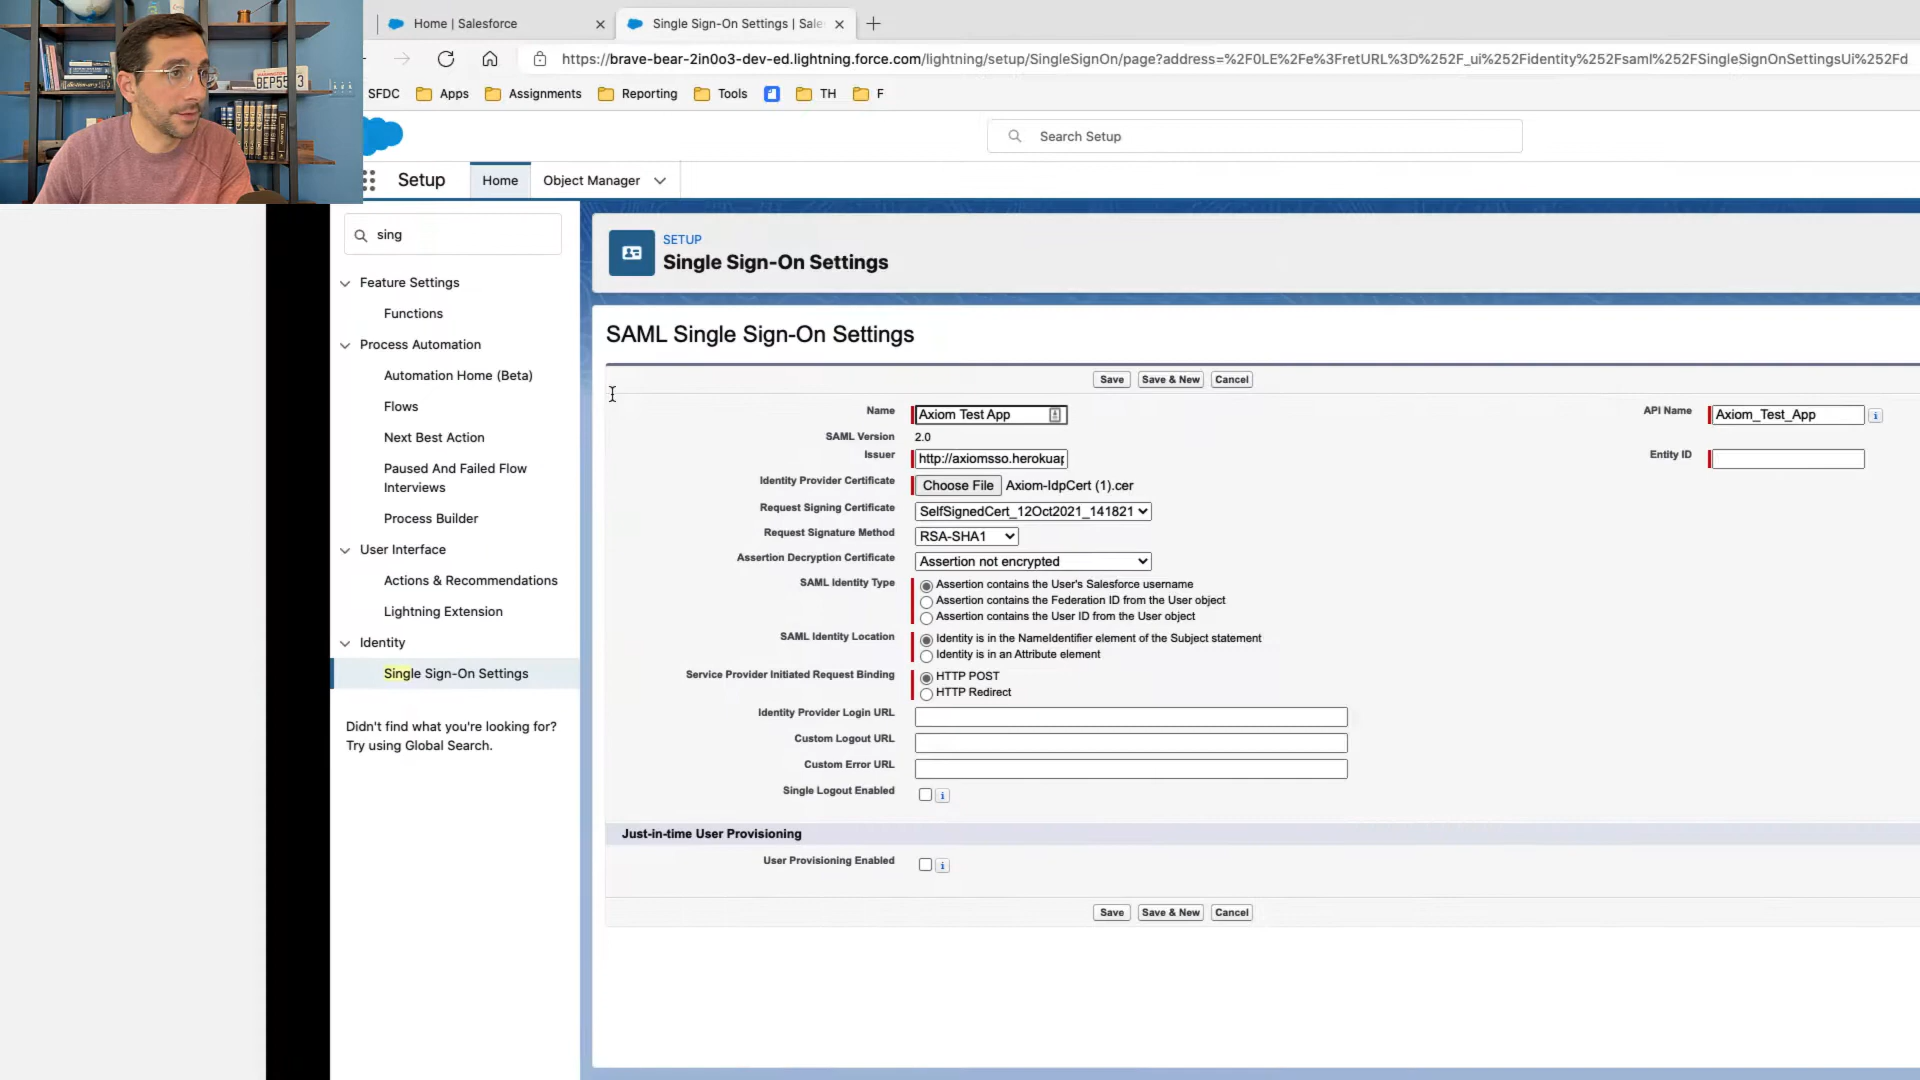 Home | Salesforce
Single Sign-On Settings | Sale
https://brave-bear-2in0o3-dev-ed.lightning.force.com/lightning/setup/SingleSignOn/page?address=%2F0LE%2Fe%3FretURL%3D%252F_ui%252Fidentity%252Fsaml%252FSingleSignOnSettingsUi%252Fd
SFDC Apps Assignments Reporting Tools TH F
Search Setup
Setup Home Object Manager
sing
Feature Settings
Functions
Process Automation
Automation Home (Beta)
Flows
Next Best Action
Paused And Failed Flow
Interviews
Process Builder
User Interface
Actions & Recommendations
Lightning Extension
Identity
Single Sign-On Settings
Didn't find what you're looking for?
Try using Global Search.
SETUP
Single Sign-On Settings
SAML Single Sign-On Settings
Save Save & New Cancel
Name Axiom Test App API Name Axiom_Test_App
SAML Version 2.0
Issuer http://axiomsso.herokuap Entity ID
Identity Provider Certificate Choose File Axiom-IdpCert (1).cer
Request Signing Certificate SelfSignedCert_12Oct2021_141821
Request Signature Method RSA-SHA1
Assertion Decryption Certificate Assertion not encrypted
SAML Identity Type Assertion contains the User's Salesforce username
Assertion contains the Federation ID from the User object
Assertion contains the User ID from the User object
SAML Identity Location Identity is in the NameIdentifier element of the Subject statement
Identity is in an Attribute element
Service Provider Initiated Request Binding HTTP POST
HTTP Redirect
Identity Provider Login URL
Custom Logout URL
Custom Error URL
Single Logout Enabled
Just-in-time User Provisioning
User Provisioning Enabled
Save Save & New Cancel